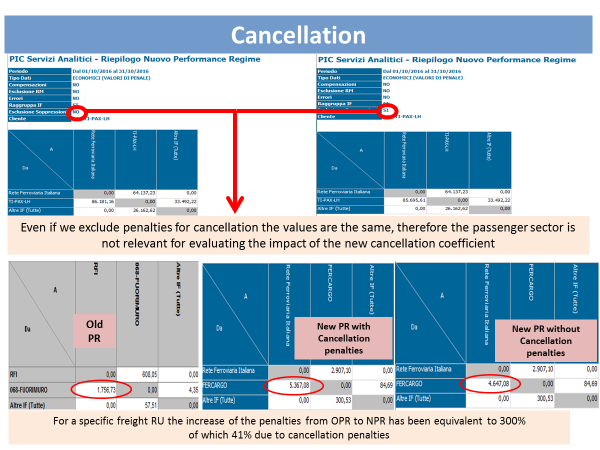 Cancellation
PIC Servizi Analitici - Riepilogo Nuovo Performance Regime
Periodo Dal 01/10/2016 al 31/10/2016
Tipo Dati ECONOMICI (VALORI DI PENALE)
Compensazioni NO
Esclusione RM NO
Errori NO
Raggruppa IF SI
Esclusione Soppressioni NO
Cliente TI-PAX-LH
A
Da
Rete Ferroviaria Italiana
TI-PAX-LH
Altre IF (Tutte)
Rete Ferroviaria Italiana 0,00 64.137,23 0,00
TI-PAX-LH 86.181,16 0,00 33.492,22
Altre IF (Tutte) 0,00 26.162,62 0,00
PIC Servizi Analitici - Riepilogo Nuovo Performance Regime
Periodo Dal 01/10/2016 al 31/10/2016
Tipo Dati ECONOMICI (VALORI DI PENALE)
Compensazioni NO
Esclusione RM NO
Errori NO
Raggruppa IF
Esclusione Soppressioni SI
Cliente TI-PAX-LH
A
Da
Rete Ferroviaria Italiana
TI-PAX-LH
Altre IF (Tutte)
Rete Ferroviaria Italiana 0,00 64.137,23 0,00
TI-PAX-LH 85.695,61 0,00 33.492,22
Altre IF (Tutte) 0,00 26.162,62 0,00
Even if we exclude penalties for cancellation the values are the same, therefore the passenger sector is
not relevant for evaluating the impact of the new cancellation coefficient
A
Da
RFI
068-FUORIMURO
Altre IF (Tutte)
Old
PR
RFI 0,00 608,05 0,00
068-FUORIMURO 1.756,73 0,00 4,35
Altre IF (Tutte) 0,00 57,51 0,00
A
Da
Rete Ferroviaria Italiana
FERCARGO
Altre IF (Tutte)
New PR with
Cancellation
penalties
Rete Ferroviaria Italiana 0,00 2.907,10 0,00
FERCARGO 5.367,08 0,00 84,69
Altre IF (Tutte) 0,00 300,53 0,00
A
Da
Rete Ferroviaria Italiana
FERCARGO
Altre IF (Tutte)
New PR without
Cancellation
penalties
Rete Ferroviaria Italiana 0,00 2.907,10 0,00
FERCARGO 4.647,08 0,00 84,69
Altre IF (Tutte) 0,00 300,53 0,00
For a specific freight RU the increase of the penalties from OPR to NPR has been equivalent to 300%
of which 41% due to cancellation penalties